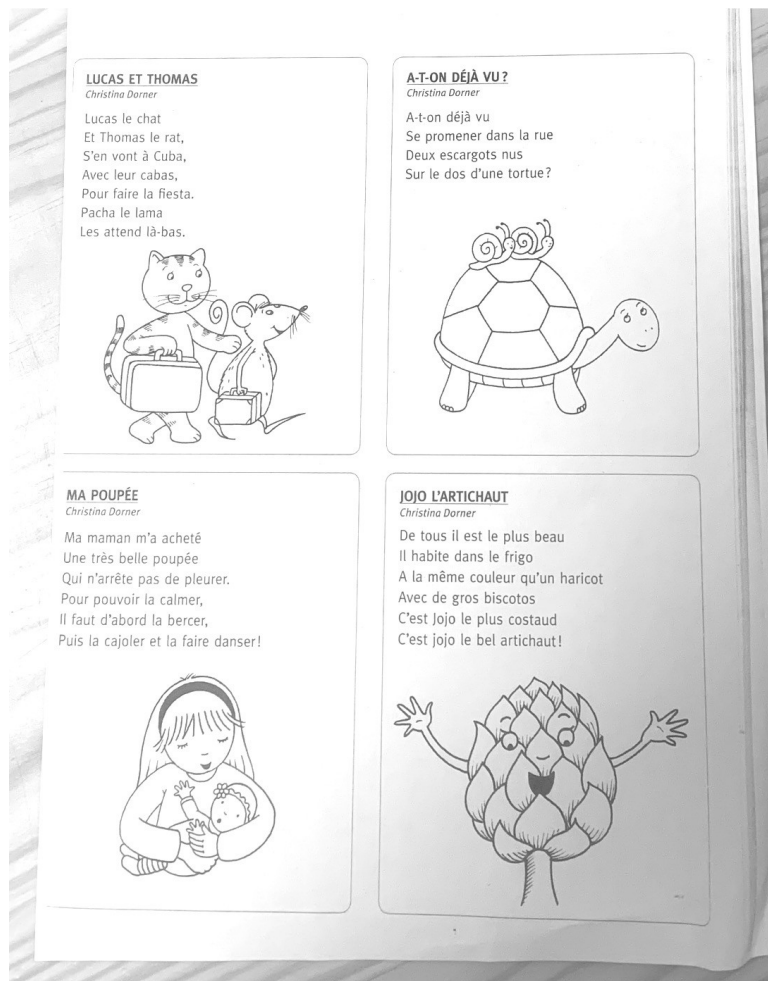 LUCAS ET THOMAS
Christina Dorner
Lucas le chat
Et Thomas le rat,
S'en vont à Cuba,
Avec leur cabas,
Pour faire la fiesta.
Pacha le lama
Les attend là-bas.
A-T-ON DÉJÀ VU ?
Christina Dorner
A-t-on déjà vu
Se promener dans la rue
Deux escargots nus
Sur le dos d'une tortue ?
MA POUPÉE
Christina Dorner
Ma maman m'a acheté
Une très belle poupée
Qui n'arrête pas de pleurer.
Pour pouvoir la calmer,
Il faut d'abord la bercer,
Puis la cajoler et la faire danser !
JOJO L'ARTICHAUT
Christina Dorner
De tous il est le plus beau
Il habite dans le frigo
A la même couleur qu'un haricot
Avec de gros biscotos
C'est Jojo le plus costaud
C'est jojo le bel artichaut !